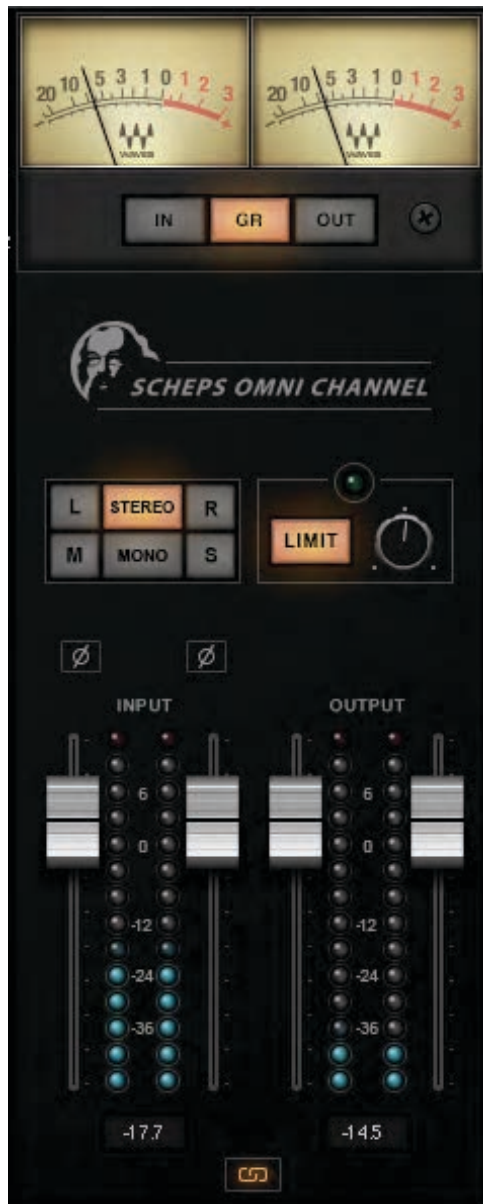 20 10 5 3 1 0 1 2 3 20 10 5 3 1 0 1 2 3
- + - +
WAVES WAVES
IN GR OUT
SCHEPS OMNI CHANNEL
L STEREO R
M MONO S
LIMIT
Ø Ø
INPUT OUTPUT
6 6
0 0
-12 -12
-24 -24
-36 -36
-17.7 -14.5